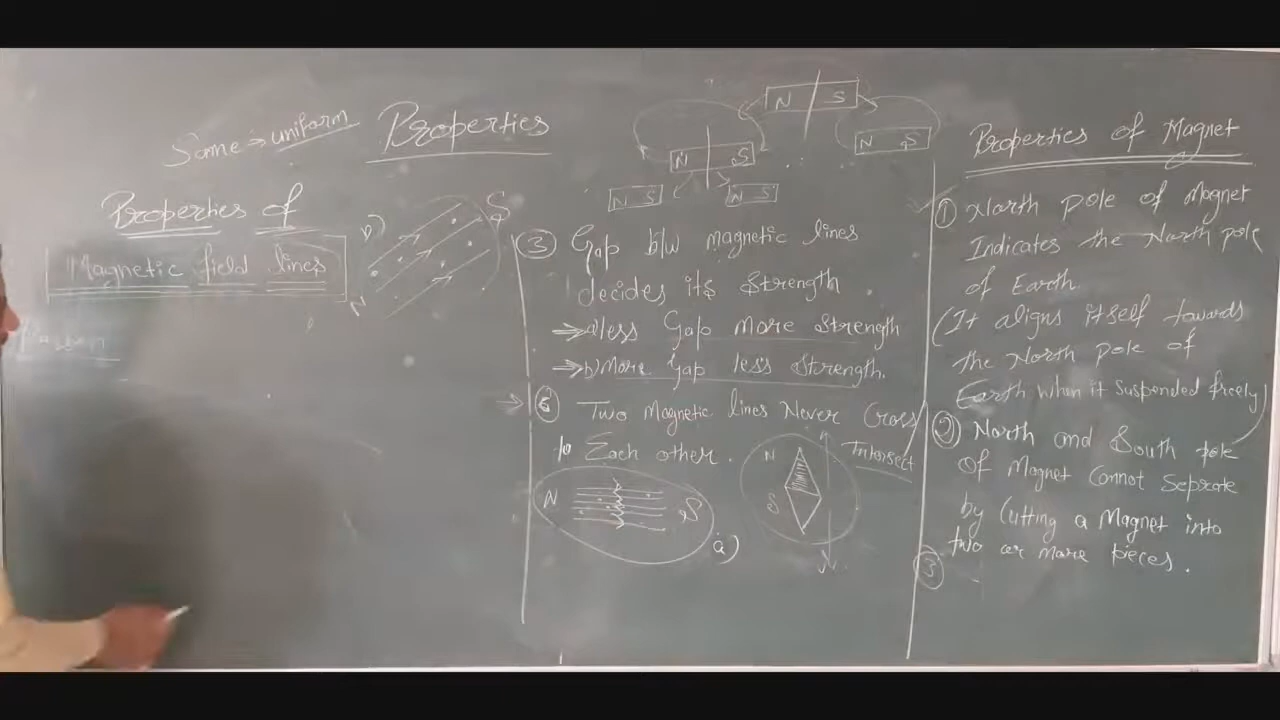 Same → uniform
Properties
Properties of
Magnetic field lines
b)
S
N
N S
N S
N S
N S
N S
③ Gap b/w magnetic lines
decides its Strength
⇒ a) less Gap more Strength
⇒ b) More gap less Strength.
→ ⑥ Two Magnetic lines Never Cross/
Intersect
to Each other.
N
S
a)
N
S
Properties of Magnet
① North pole of Magnet
Indicates the North pole
of Earth.
(It aligns itself towards
the North pole of
Earth when it suspended freely)
② North and South pole
of Magnet Cannot Seprate
by Cutting a Magnet into
two or more pieces.
③